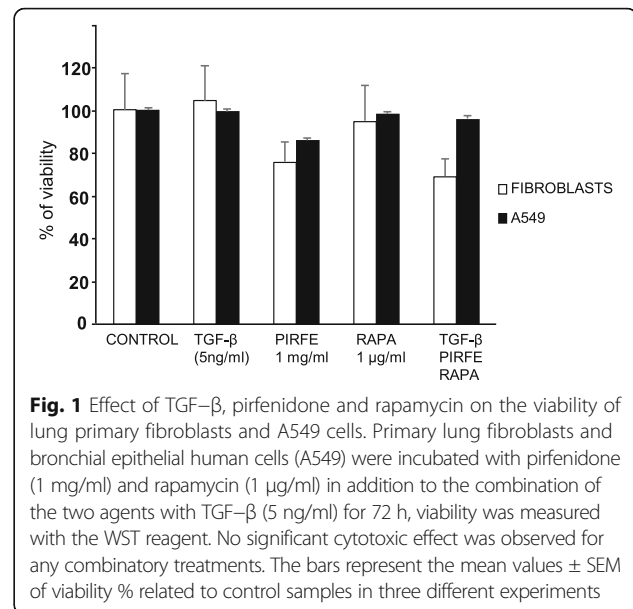 120
100
80
60
40
20
0
% of viability
FIBROBLASTS
A549
CONTROL TGF-β PIRFE RAPA TGF-β
(5ng/ml) 1 mg/ml 1 μg/ml PIRFE
RAPA
Fig. 1 Effect of TGF−β, pirfenidone and rapamycin on the viability of
lung primary fibroblasts and A549 cells. Primary lung fibroblasts and
bronchial epithelial human cells (A549) were incubated with pirfenidone
(1 mg/ml) and rapamycin (1 μg/ml) in addition to the combination of
the two agents with TGF−β (5 ng/ml) for 72 h, viability was measured
with the WST reagent. No significant cytotoxic effect was observed for
any combinatory treatments. The bars represent the mean values ± SEM
of viability % related to control samples in three different experiments